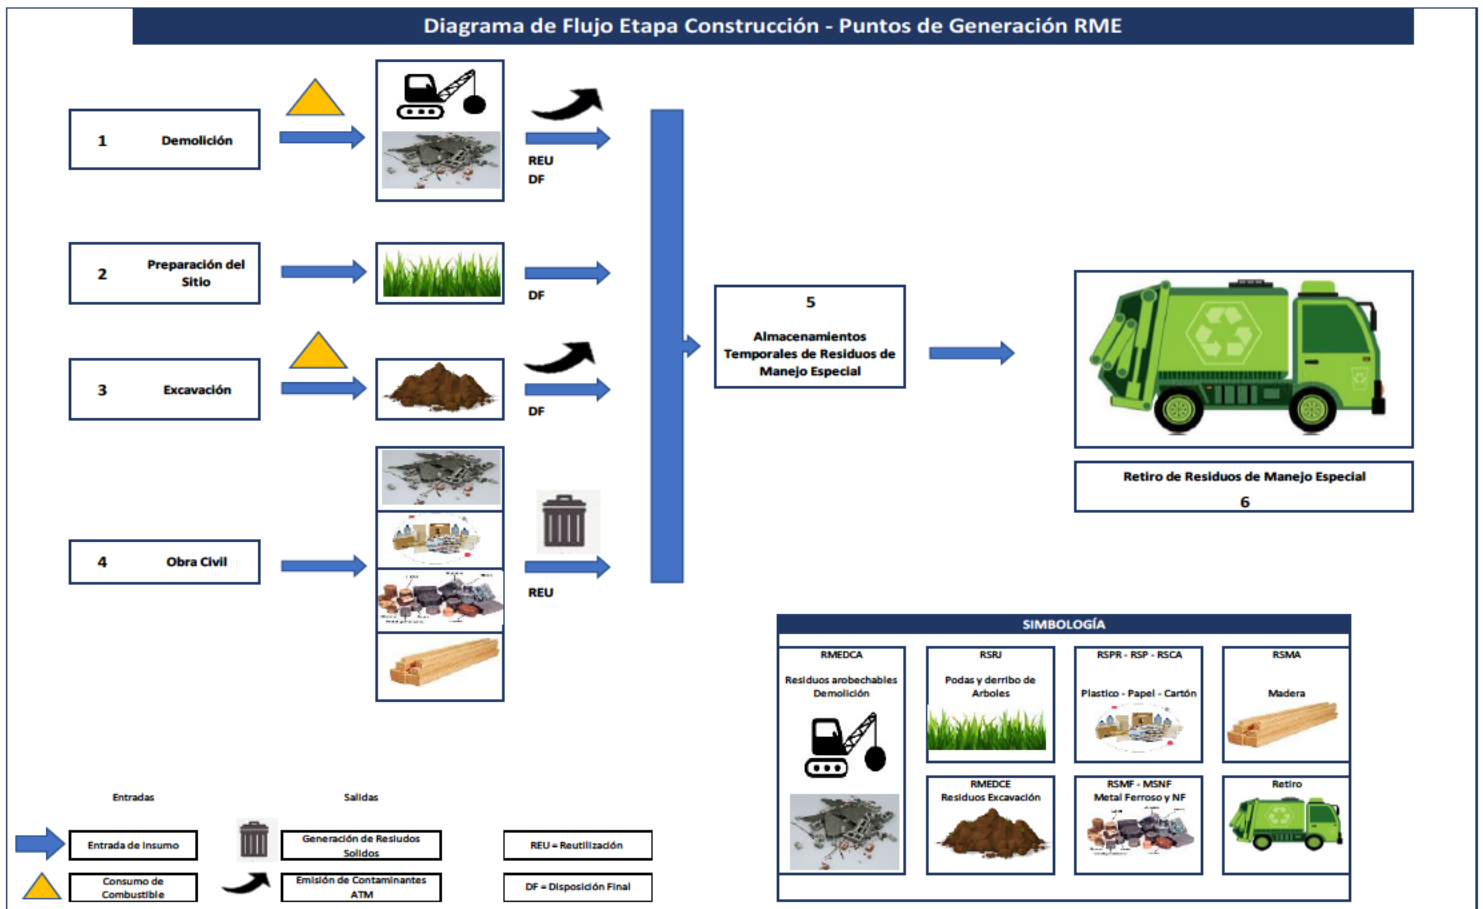 Diagrama de Flujo Etapa Construcción - Puntos de Generación RME
1 Demolición
REU
DF
2 Preparación del
Sitio
DF
3 Excavación
DF
4 Obra Civil
REU
5
Almacenamientos
Temporales de Residuos de
Manejo Especial
Retiro de Residuos de Manejo Especial
6
SIMBOLOGÍA
RMEDCA
Residuos arobechables
Demolición
RSRJ
Podas y derribo de
Arboles
RSPR - RSP - RSCA
Plastico - Papel - Cartón
RSMA
Madera
RMEDCE
Residuos Excavación
RSMF - MSNF
Metal Ferroso y NF
Retiro
Entradas
Salidas
Entrada de Insumo
Generación de Resiudos
Solidos
REU = Reutilización
Consumo de
Combustible
Emisión de Contaminantes
ATM
DF = Disposición Final